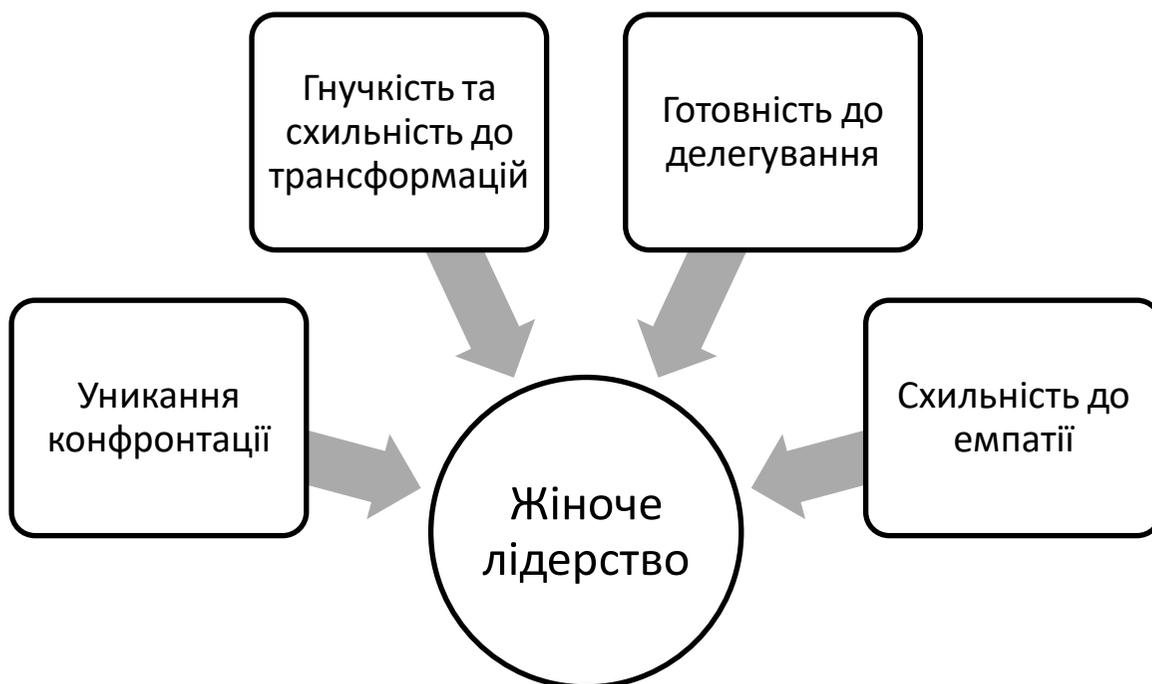 Гнучкість та
схильність до
трансформацій
Готовність до
делегування
Уникання
конфронтації
Схильність до
емпатії
Жіноче
лідерство